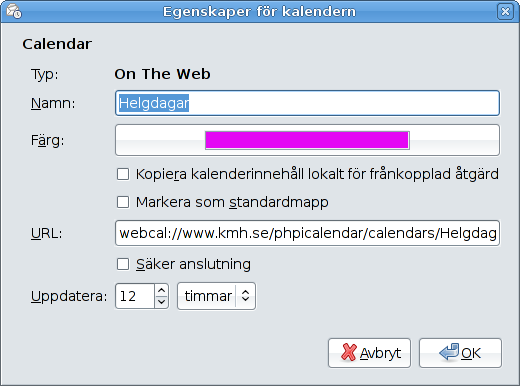 Egenskaper för kalendern
Calendar
Typ: On The Web
Namn: Helgdagar
Färg:
Kopiera kalenderinnehåll lokalt för frånkopplad åtgärd
Markera som standardmapp
URL: webcal://www.kmh.se/phpicalendar/calendars/Helgdag
Säker anslutning
Uppdatera: 12 timmar
Avbryt OK